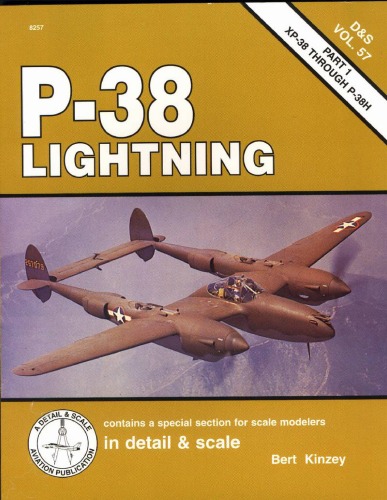 8257
D&S
VOL. 57
PART 1
XP-38 THROUGH P-38H
P-38
LIGHTNING
contains a special section for scale modelers
in detail & scale
Bert Kinzey
A DETAIL & SCALE
AVIATION PUBLICATION